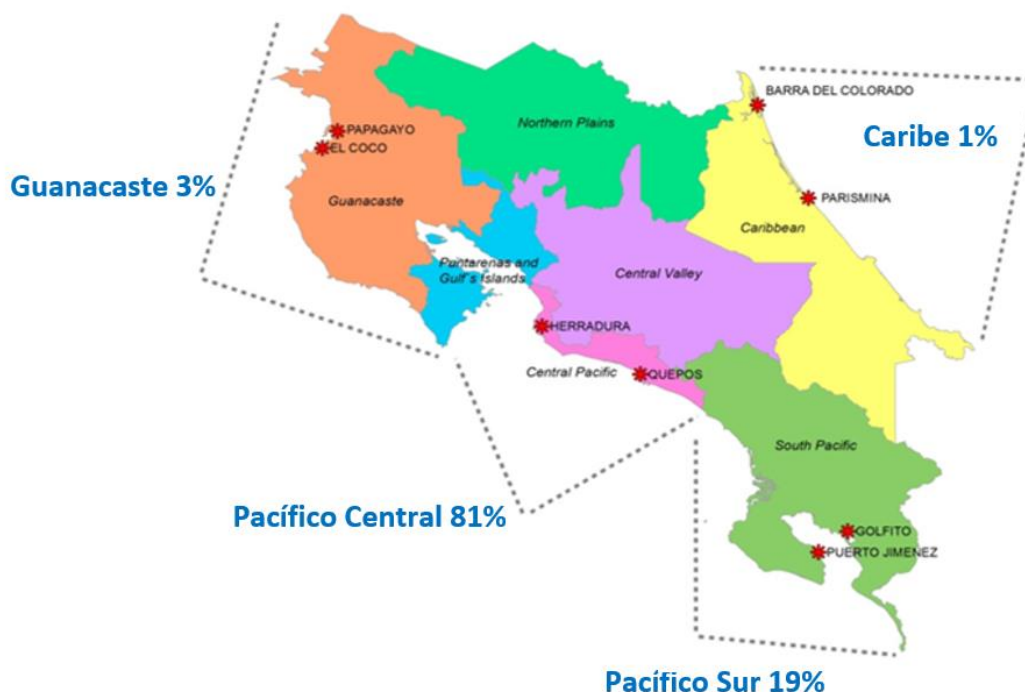 BARRA DEL COLORADO
Caribe 1%
Northern Plains
PAPAGAYO
EL COCO
Guanacaste 3%
Guanacaste
PARISMINA
Caribbean
Puntarenas and
Gulf´s Islands
Central Valley
HERRADURA
Central Pacific
QUEPOS
South Pacific
Pacífico Central 81%
GOLFITO
PUERTO JIMENEZ
Pacífico Sur 19%